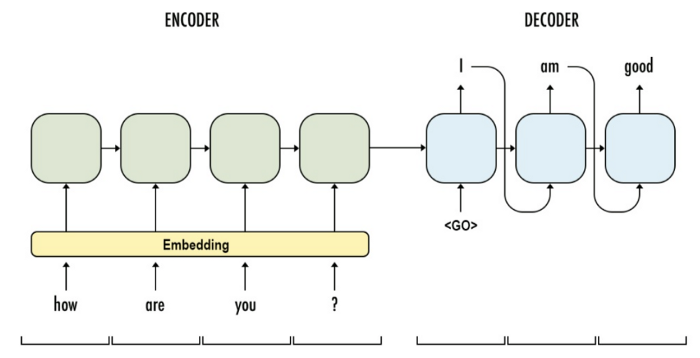 ENCODER DECODER
I am good
<GO>
Embedding
how are you ?